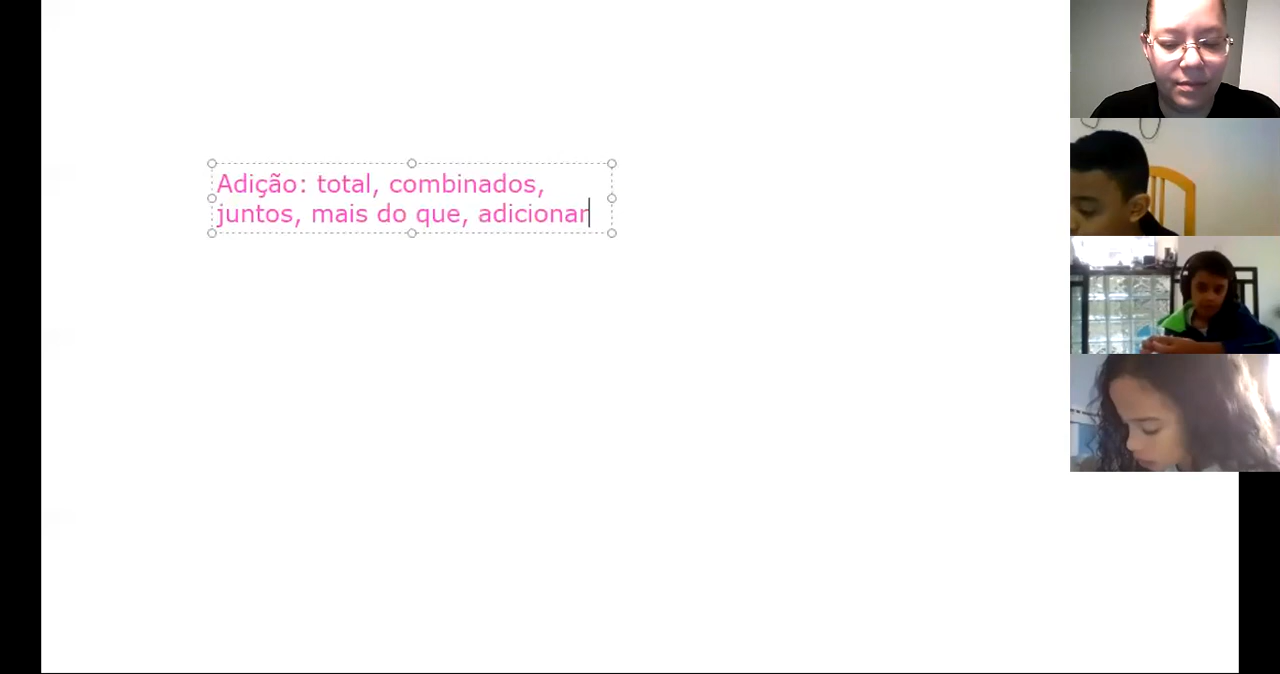 Adição: total, combinados,
juntos, mais do que, adicionar